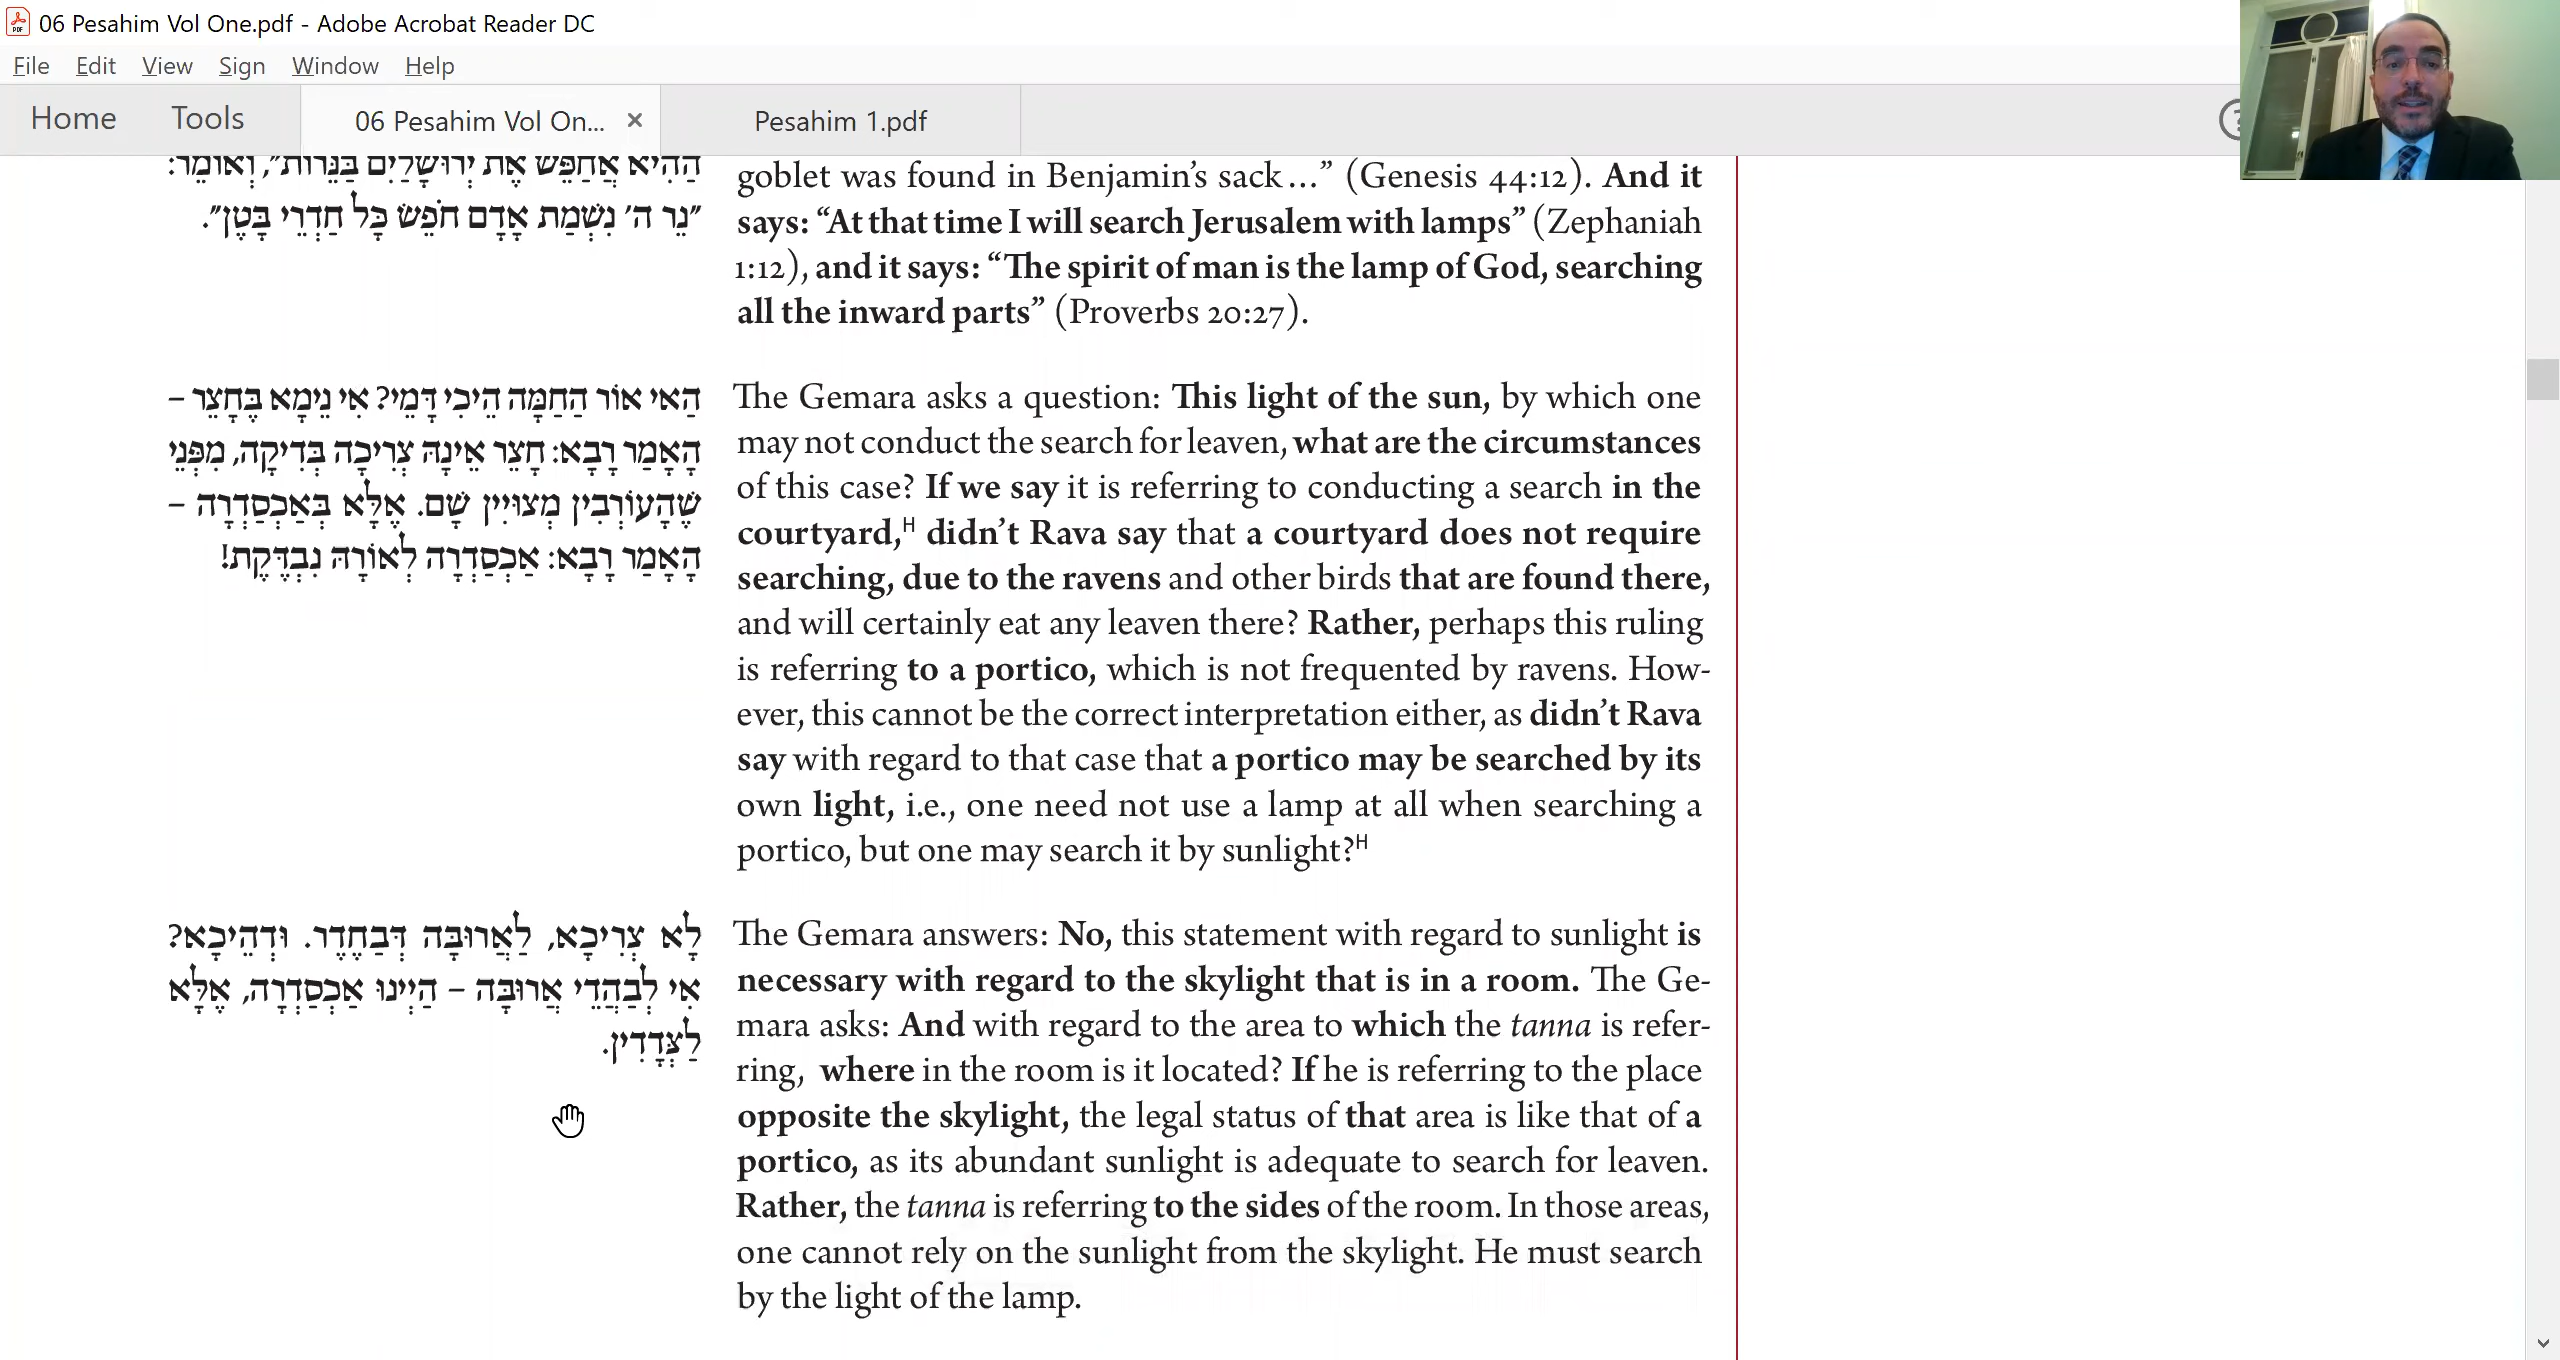 06 Pesahim Vol One.pdf - Adobe Acrobat Reader DC
File Edit View Sign Window Help
Home Tools 06 Pesahim Vol On... × Pesahim 1.pdf ?
הַהִיא אֲחַפֵּשׂ אֶת יְרוּשָׁלַיִם בַּנֵּרוֹת״, וְאוֹמֵר:
״נֵר ה׳ נִשְׁמַת אָדָם חֹפֵשׂ כׇּל חַדְרֵי בָטֶן״.
goblet was found in Benjamin’s sack…” (Genesis 44:12). And it
says: “At that time I will search Jerusalem with lamps” (Zephaniah
1:12), and it says: “The spirit of man is the lamp of God, searching
all the inward parts” (Proverbs 20:27).
הַאי אוֹר הַחַמָּה הֵיכִי דָּמֵי? אִי נֵימָא בֶּחָצֵר –
הָאָמַר רָבָא: חָצֵר אֵינָהּ צְרִיכָה בְּדִיקָה, מִפְּנֵי
שֶׁהָעוֹרְבִין מְצוּיִין שָׁם. אֶלָּא בְּאַכְסַדְרָה –
הָאָמַר רָבָא: אַכְסַדְרָה לְאוֹרָהּ נִבְדֶּקֶת!
The Gemara asks a question: This light of the sun, by which one
may not conduct the search for leaven, what are the circumstances
of this case? If we say it is referring to conducting a search in the
courtyard,H didn’t Rava say that a courtyard does not require
searching, due to the ravens and other birds that are found there,
and will certainly eat any leaven there? Rather, perhaps this ruling
is referring to a portico, which is not frequented by ravens. How-
ever, this cannot be the correct interpretation either, as didn’t Rava
say with regard to that case that a portico may be searched by its
own light, i.e., one need not use a lamp at all when searching a
portico, but one may search it by sunlight?H
לָא צְרִיכָא, לַאֲרוּבָּה דְּבַחֶדֶר. וּדְהֵיכָא?
אִי לְבַהֲדֵי אֲרוּבָּה – הַיְינוּ אַכְסַדְרָה, אֶלָּא
לַצְּדָדִין.
The Gemara answers: No, this statement with regard to sunlight is
necessary with regard to the skylight that is in a room. The Ge-
mara asks: And with regard to the area to which the tanna is refer-
ring, where in the room is it located? If he is referring to the place
opposite the skylight, the legal status of that area is like that of a
portico, as its abundant sunlight is adequate to search for leaven.
Rather, the tanna is referring to the sides of the room. In those areas,
one cannot rely on the sunlight from the skylight. He must search
by the light of the lamp.